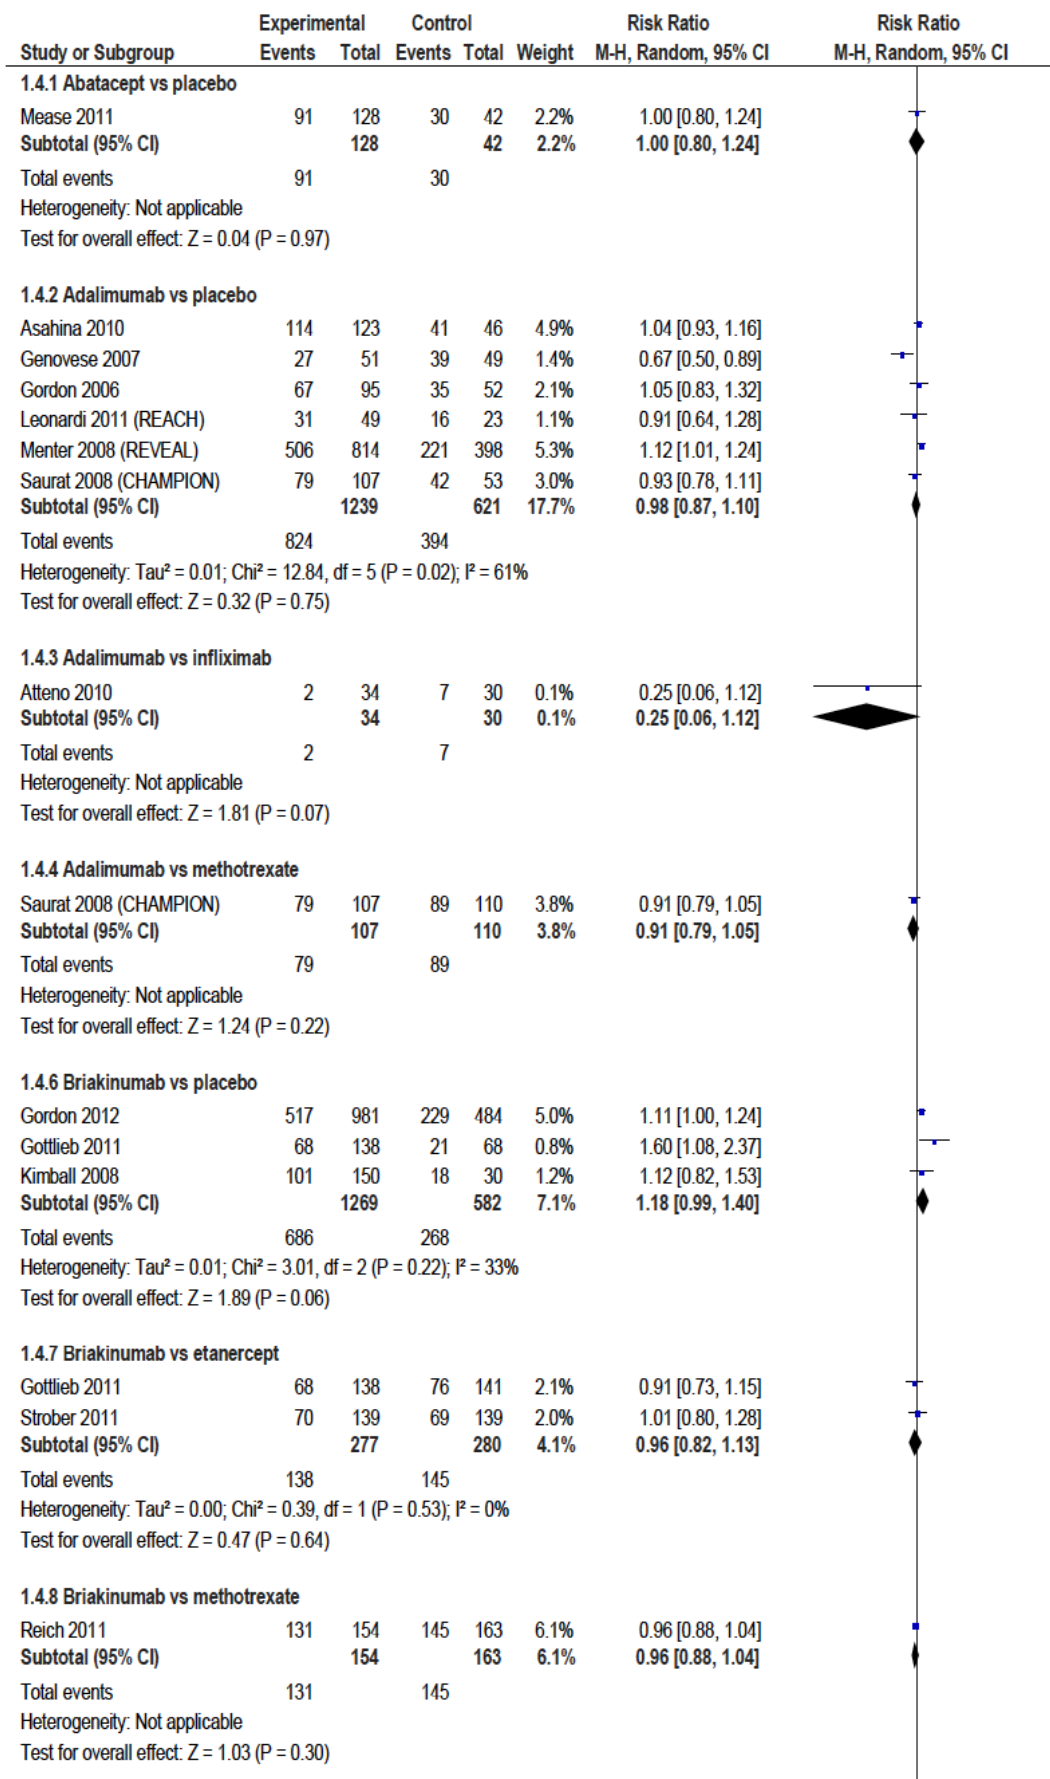 Experimental Control Risk Ratio Risk Ratio
Study or Subgroup Events Total Events Total Weight M-H, Random, 95% CI M-H, Random, 95% CI
1.4.1 Abatacept vs placebo
Mease 2011 91 128 30 42 2.2% 1.00 [0.80, 1.24]
Subtotal (95% CI) 128 42 2.2% 1.00 [0.80, 1.24]
Total events 91 30
Heterogeneity: Not applicable
Test for overall effect: Z = 0.04 (P = 0.97)
1.4.2 Adalimumab vs placebo
Asahina 2010 114 123 41 46 4.9% 1.04 [0.93, 1.16]
Genovese 2007 27 51 39 49 1.4% 0.67 [0.50, 0.89]
Gordon 2006 67 95 35 52 2.1% 1.05 [0.83, 1.32]
Leonardi 2011 (REACH) 31 49 16 23 1.1% 0.91 [0.64, 1.28]
Menter 2008 (REVEAL) 506 814 221 398 5.3% 1.12 [1.01, 1.24]
Saurat 2008 (CHAMPION) 79 107 42 53 3.0% 0.93 [0.78, 1.11]
Subtotal (95% CI) 1239 621 17.7% 0.98 [0.87, 1.10]
Total events 824 394
Heterogeneity: Tau² = 0.01; Chi² = 12.84, df = 5 (P = 0.02); I² = 61%
Test for overall effect: Z = 0.32 (P = 0.75)
1.4.3 Adalimumab vs infliximab
Atteno 2010 2 34 7 30 0.1% 0.25 [0.06, 1.12]
Subtotal (95% CI) 34 30 0.1% 0.25 [0.06, 1.12]
Total events 2 7
Heterogeneity: Not applicable
Test for overall effect: Z = 1.81 (P = 0.07)
1.4.4 Adalimumab vs methotrexate
Saurat 2008 (CHAMPION) 79 107 89 110 3.8% 0.91 [0.79, 1.05]
Subtotal (95% CI) 107 110 3.8% 0.91 [0.79, 1.05]
Total events 79 89
Heterogeneity: Not applicable
Test for overall effect: Z = 1.24 (P = 0.22)
1.4.6 Briakinumab vs placebo
Gordon 2012 517 981 229 484 5.0% 1.11 [1.00, 1.24]
Gottlieb 2011 68 138 21 68 0.8% 1.60 [1.08, 2.37]
Kimball 2008 101 150 18 30 1.2% 1.12 [0.82, 1.53]
Subtotal (95% CI) 1269 582 7.1% 1.18 [0.99, 1.40]
Total events 686 268
Heterogeneity: Tau² = 0.01; Chi² = 3.01, df = 2 (P = 0.22); I² = 33%
Test for overall effect: Z = 1.89 (P = 0.06)
1.4.7 Briakinumab vs etanercept
Gottlieb 2011 68 138 76 141 2.1% 0.91 [0.73, 1.15]
Strober 2011 70 139 69 139 2.0% 1.01 [0.80, 1.28]
Subtotal (95% CI) 277 280 4.1% 0.96 [0.82, 1.13]
Total events 138 145
Heterogeneity: Tau² = 0.00; Chi² = 0.39, df = 1 (P = 0.53); I² = 0%
Test for overall effect: Z = 0.47 (P = 0.64)
1.4.8 Briakinumab vs methotrexate
Reich 2011 131 154 145 163 6.1% 0.96 [0.88, 1.04]
Subtotal (95% CI) 154 163 6.1% 0.96 [0.88, 1.04]
Total events 131 145
Heterogeneity: Not applicable
Test for overall effect: Z = 1.03 (P = 0.30)